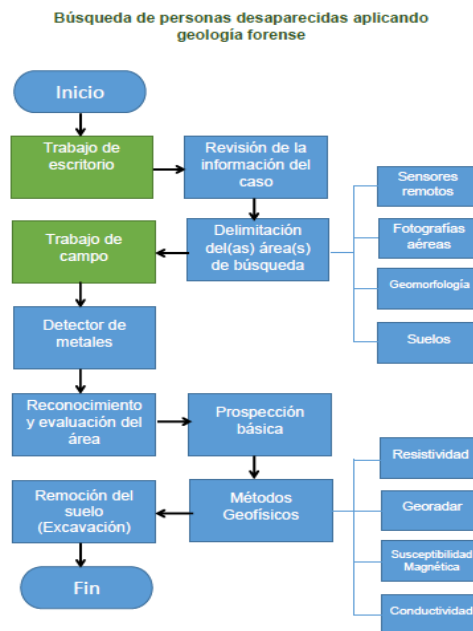 Búsqueda de personas desaparecidas aplicando
geología forense
Inicio
Trabajo de
escritorio
Revisión de la
información del
caso
Sensores
remotos
Fotografías
aéreas
Trabajo de
campo
Delimitación
del(as) área(s)
de búsqueda
Geomorfología
Suelos
Detector de
metales
Reconocimiento
y evaluación del
área
Prospección
básica
Resistividad
Remoción del
suelo
(Excavación)
Métodos
Geofísicos
Georadar
Susceptibilidad
Magnética
Fin
Conductividad